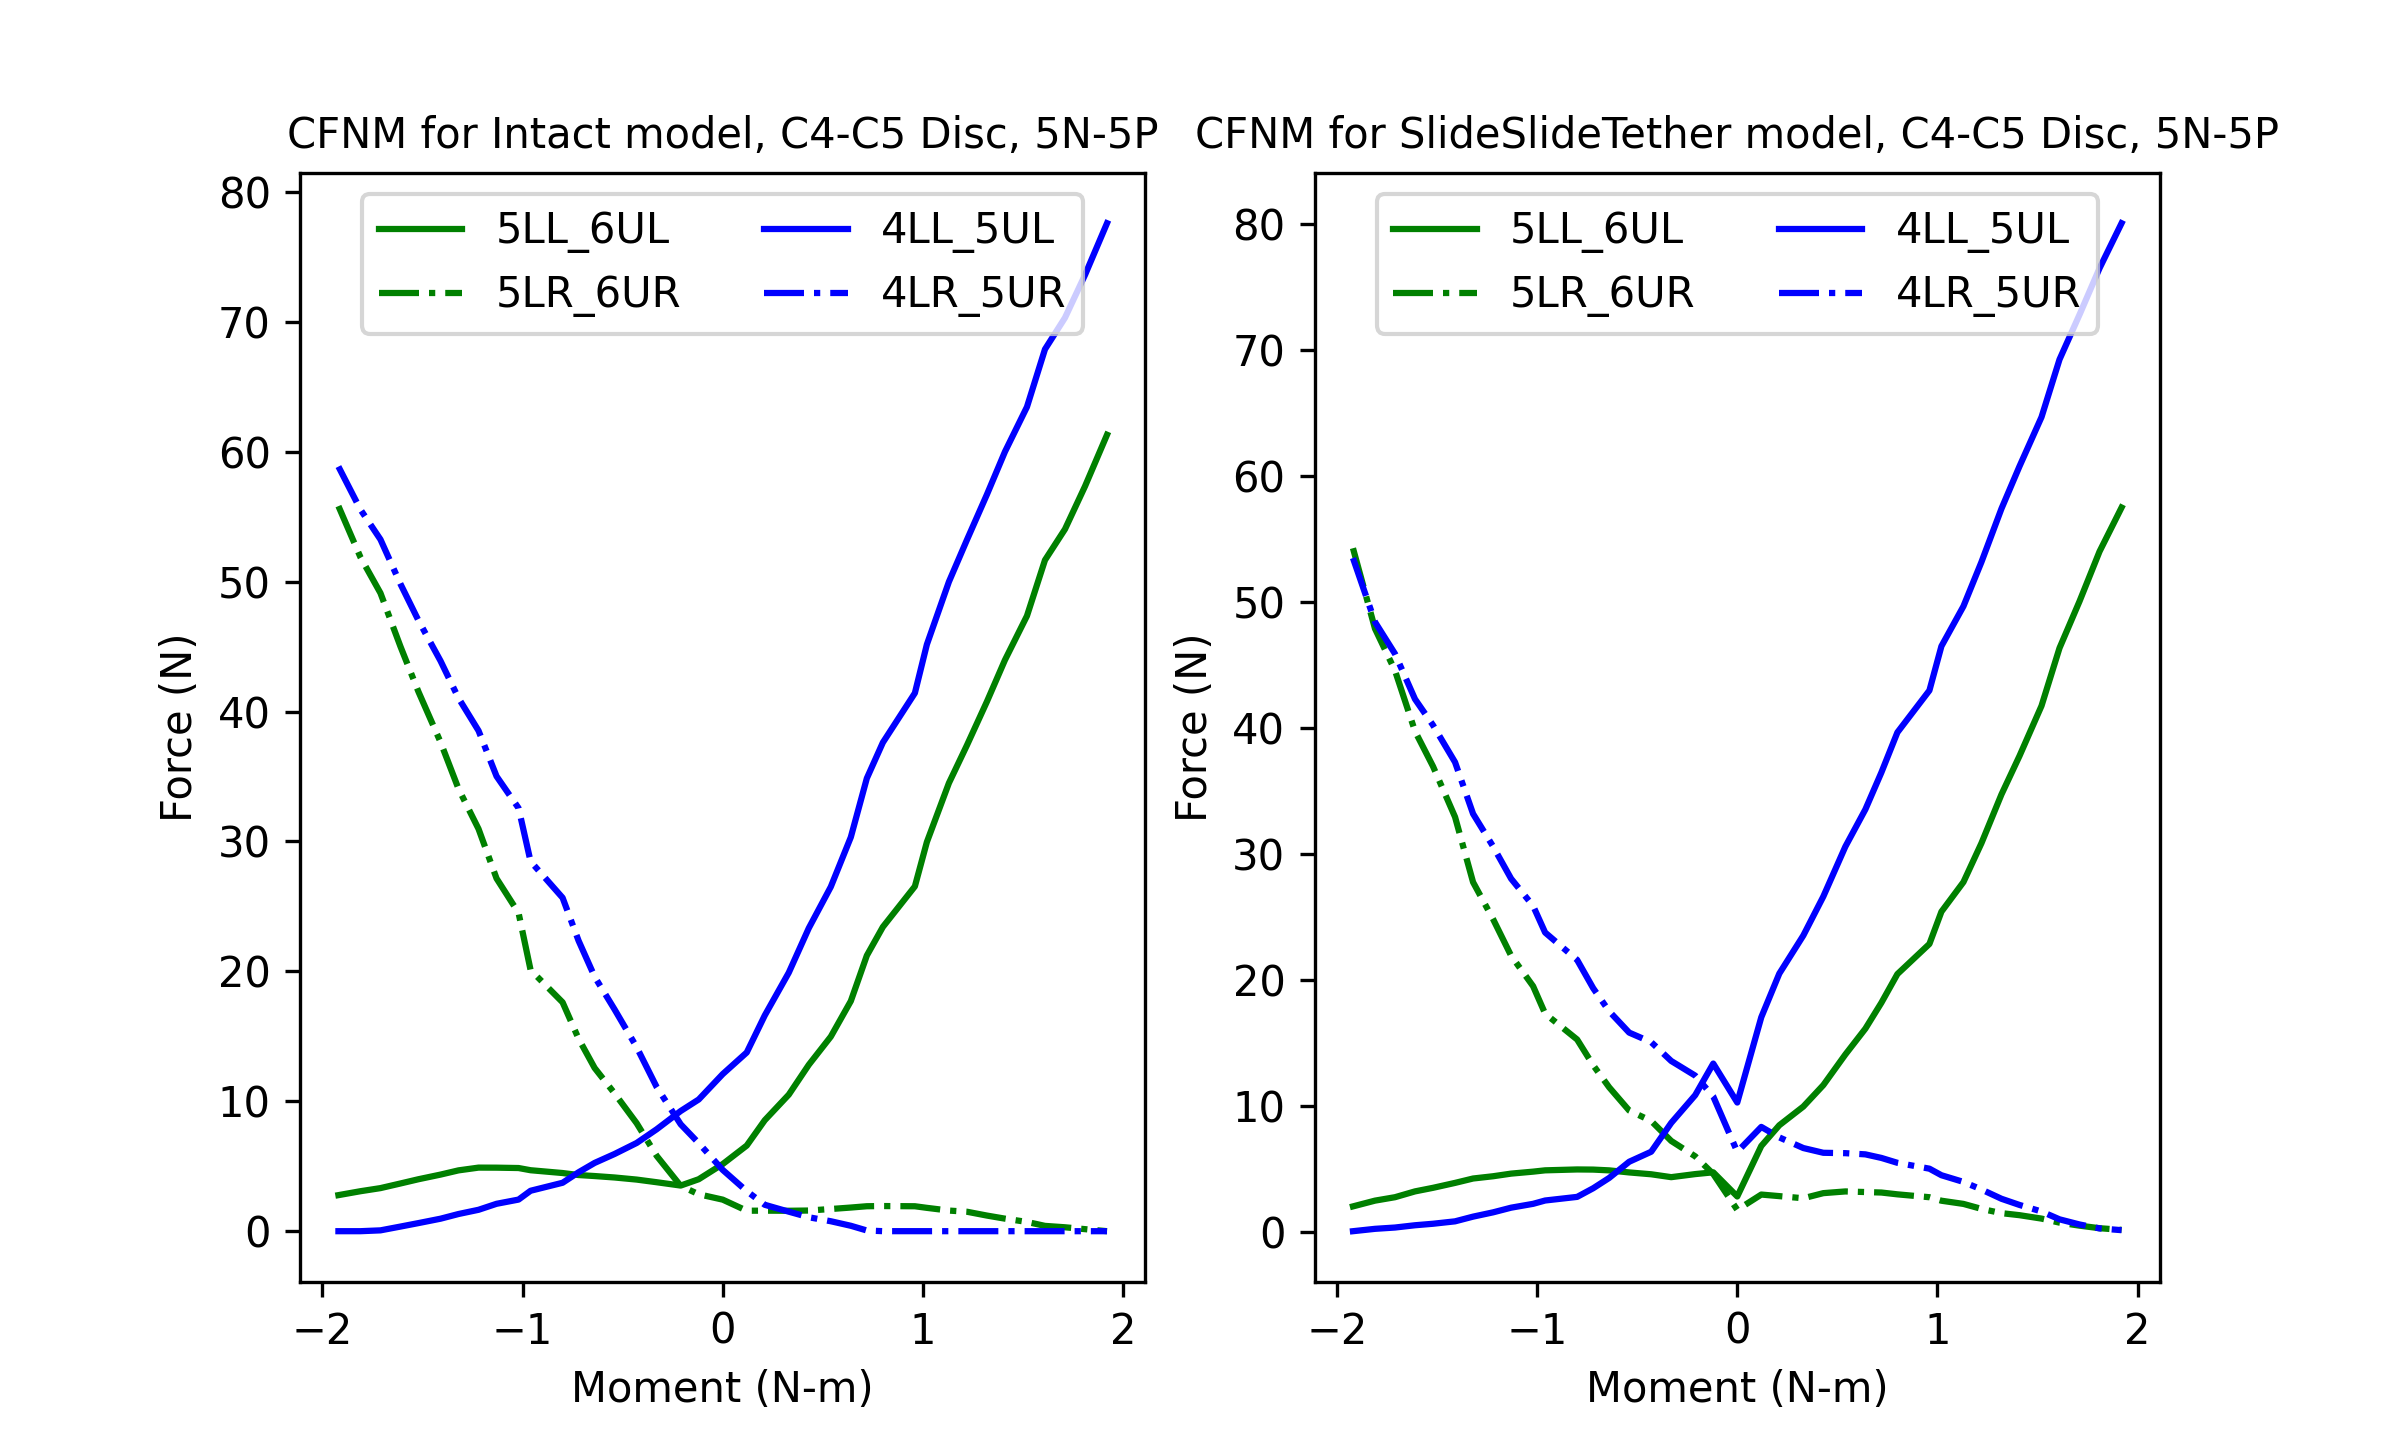 CFNM for Intact model, C4-C5 Disc, 5N-5P
5LL_6UL
5LR_6UR
4LL_5UL
4LR_5UR
80
70
60
50
40
30
20
10
0
Force (N)
−2
−1
0
1
2
Moment (N-m)
CFNM for SlideSlideTether model, C4-C5 Disc, 5N-5P
5LL_6UL
5LR_6UR
4LL_5UL
4LR_5UR
80
70
60
50
40
30
20
10
0
Force (N)
−2
−1
0
1
2
Moment (N-m)